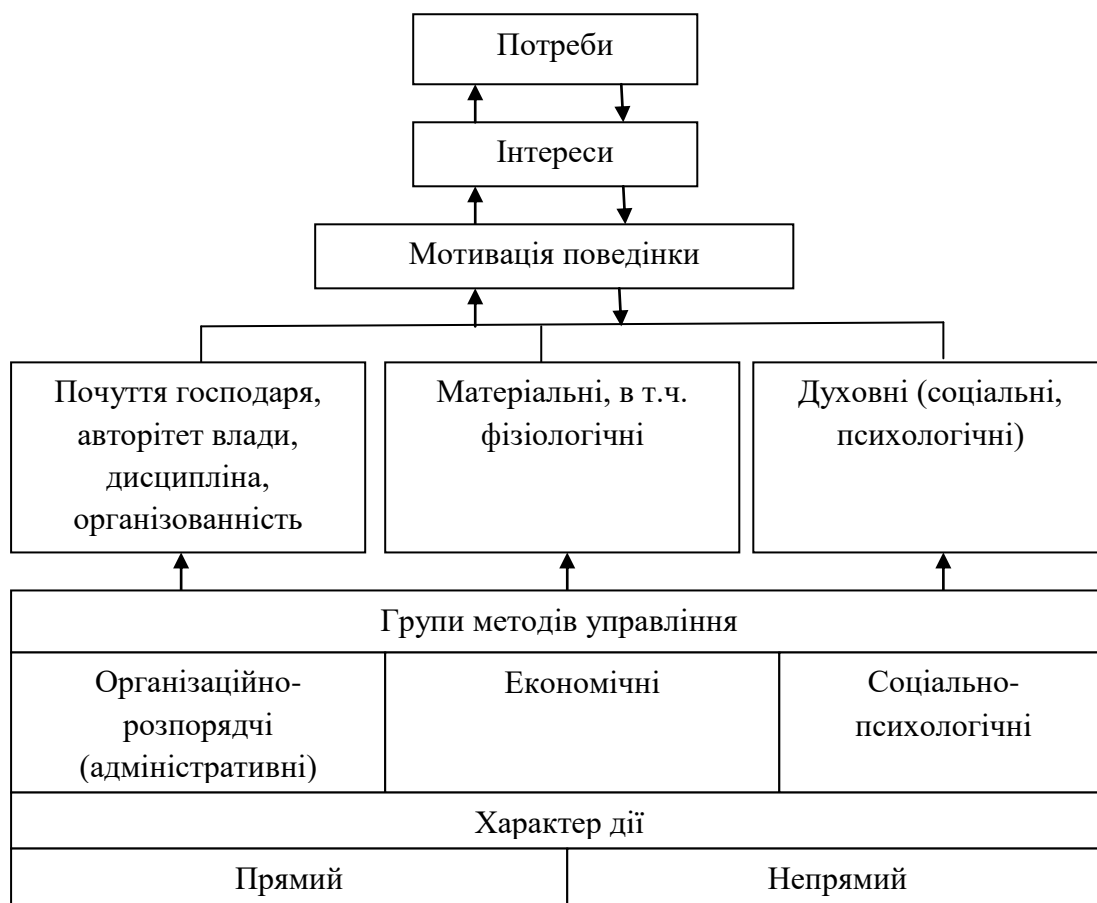 Потреби
Інтереси
Мотивація поведінки
Почуття господаря,
авторітет влади,
дисципліна,
організованність
Матеріальні, в т.ч.
фізіологічні
Духовні (соціальні,
психологічні)
Групи методів управління
Організаційно-
розпорядчі
(адміністративні)
Економічні
Соціально-
психологічні
Характер дії
Прямий
Непрямий